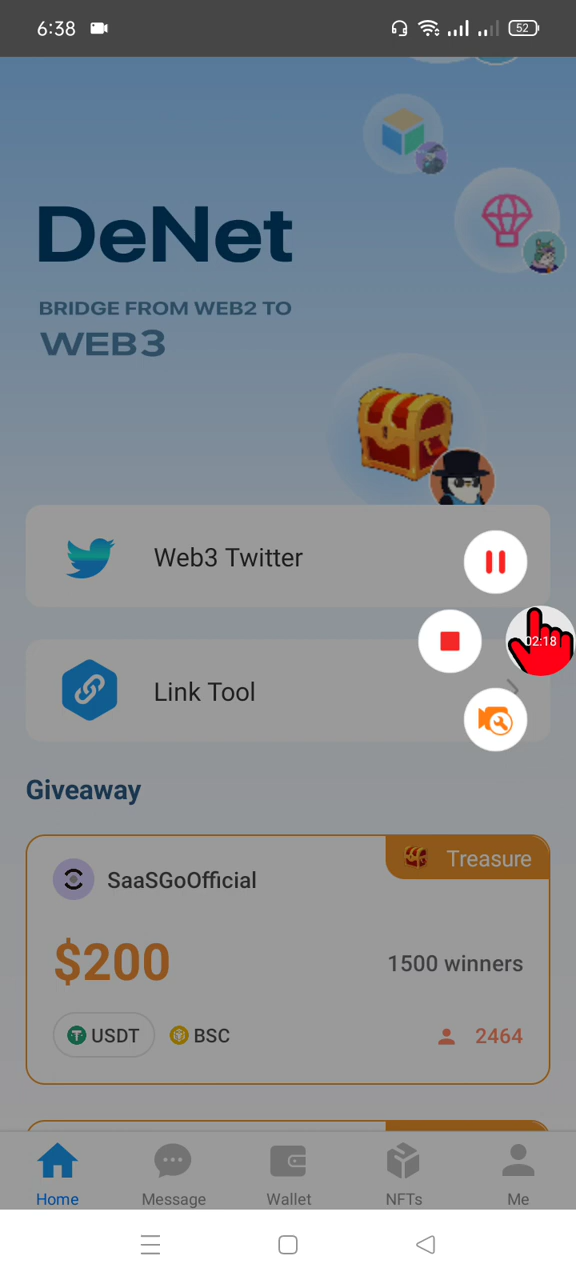 6:38
52
DeNet
BRIDGE FROM WEB2 TO
WEB3
Web3 Twitter
02:18
Link Tool
Giveaway
Treasure
SaaSGoOfficial
$200
1500 winners
USDT
BSC
2464
Home
Message
Wallet
NFTs
Me